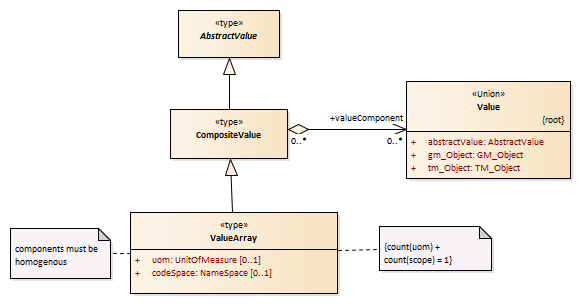 «type»
AbstractValue
«type»
CompositeValue
0..*
+valueComponent
0..*
«Union»
Value
{root}
+ abstractValue: AbstractValue
+ gm_Object: GM_Object
+ tm_Object: TM_Object
components must be
homogenous
«type»
ValueArray
+ uom: UnitOfMeasure [0..1]
+ codeSpace: NameSpace [0..1]
{count(uom) +
count(scope) = 1}